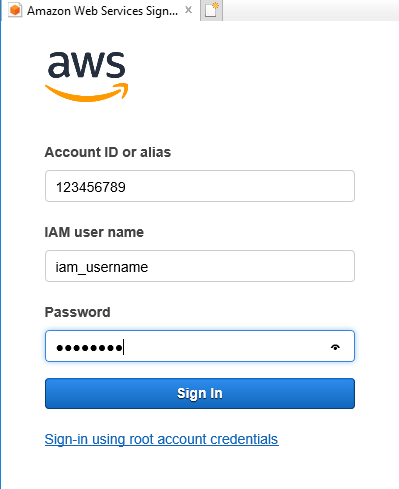 Amazon Web Services Sign...
aws
Account ID or alias
123456789
IAM user name
iam_username
Password
●●●●●●●●
Sign In
Sign-in using root account credentials